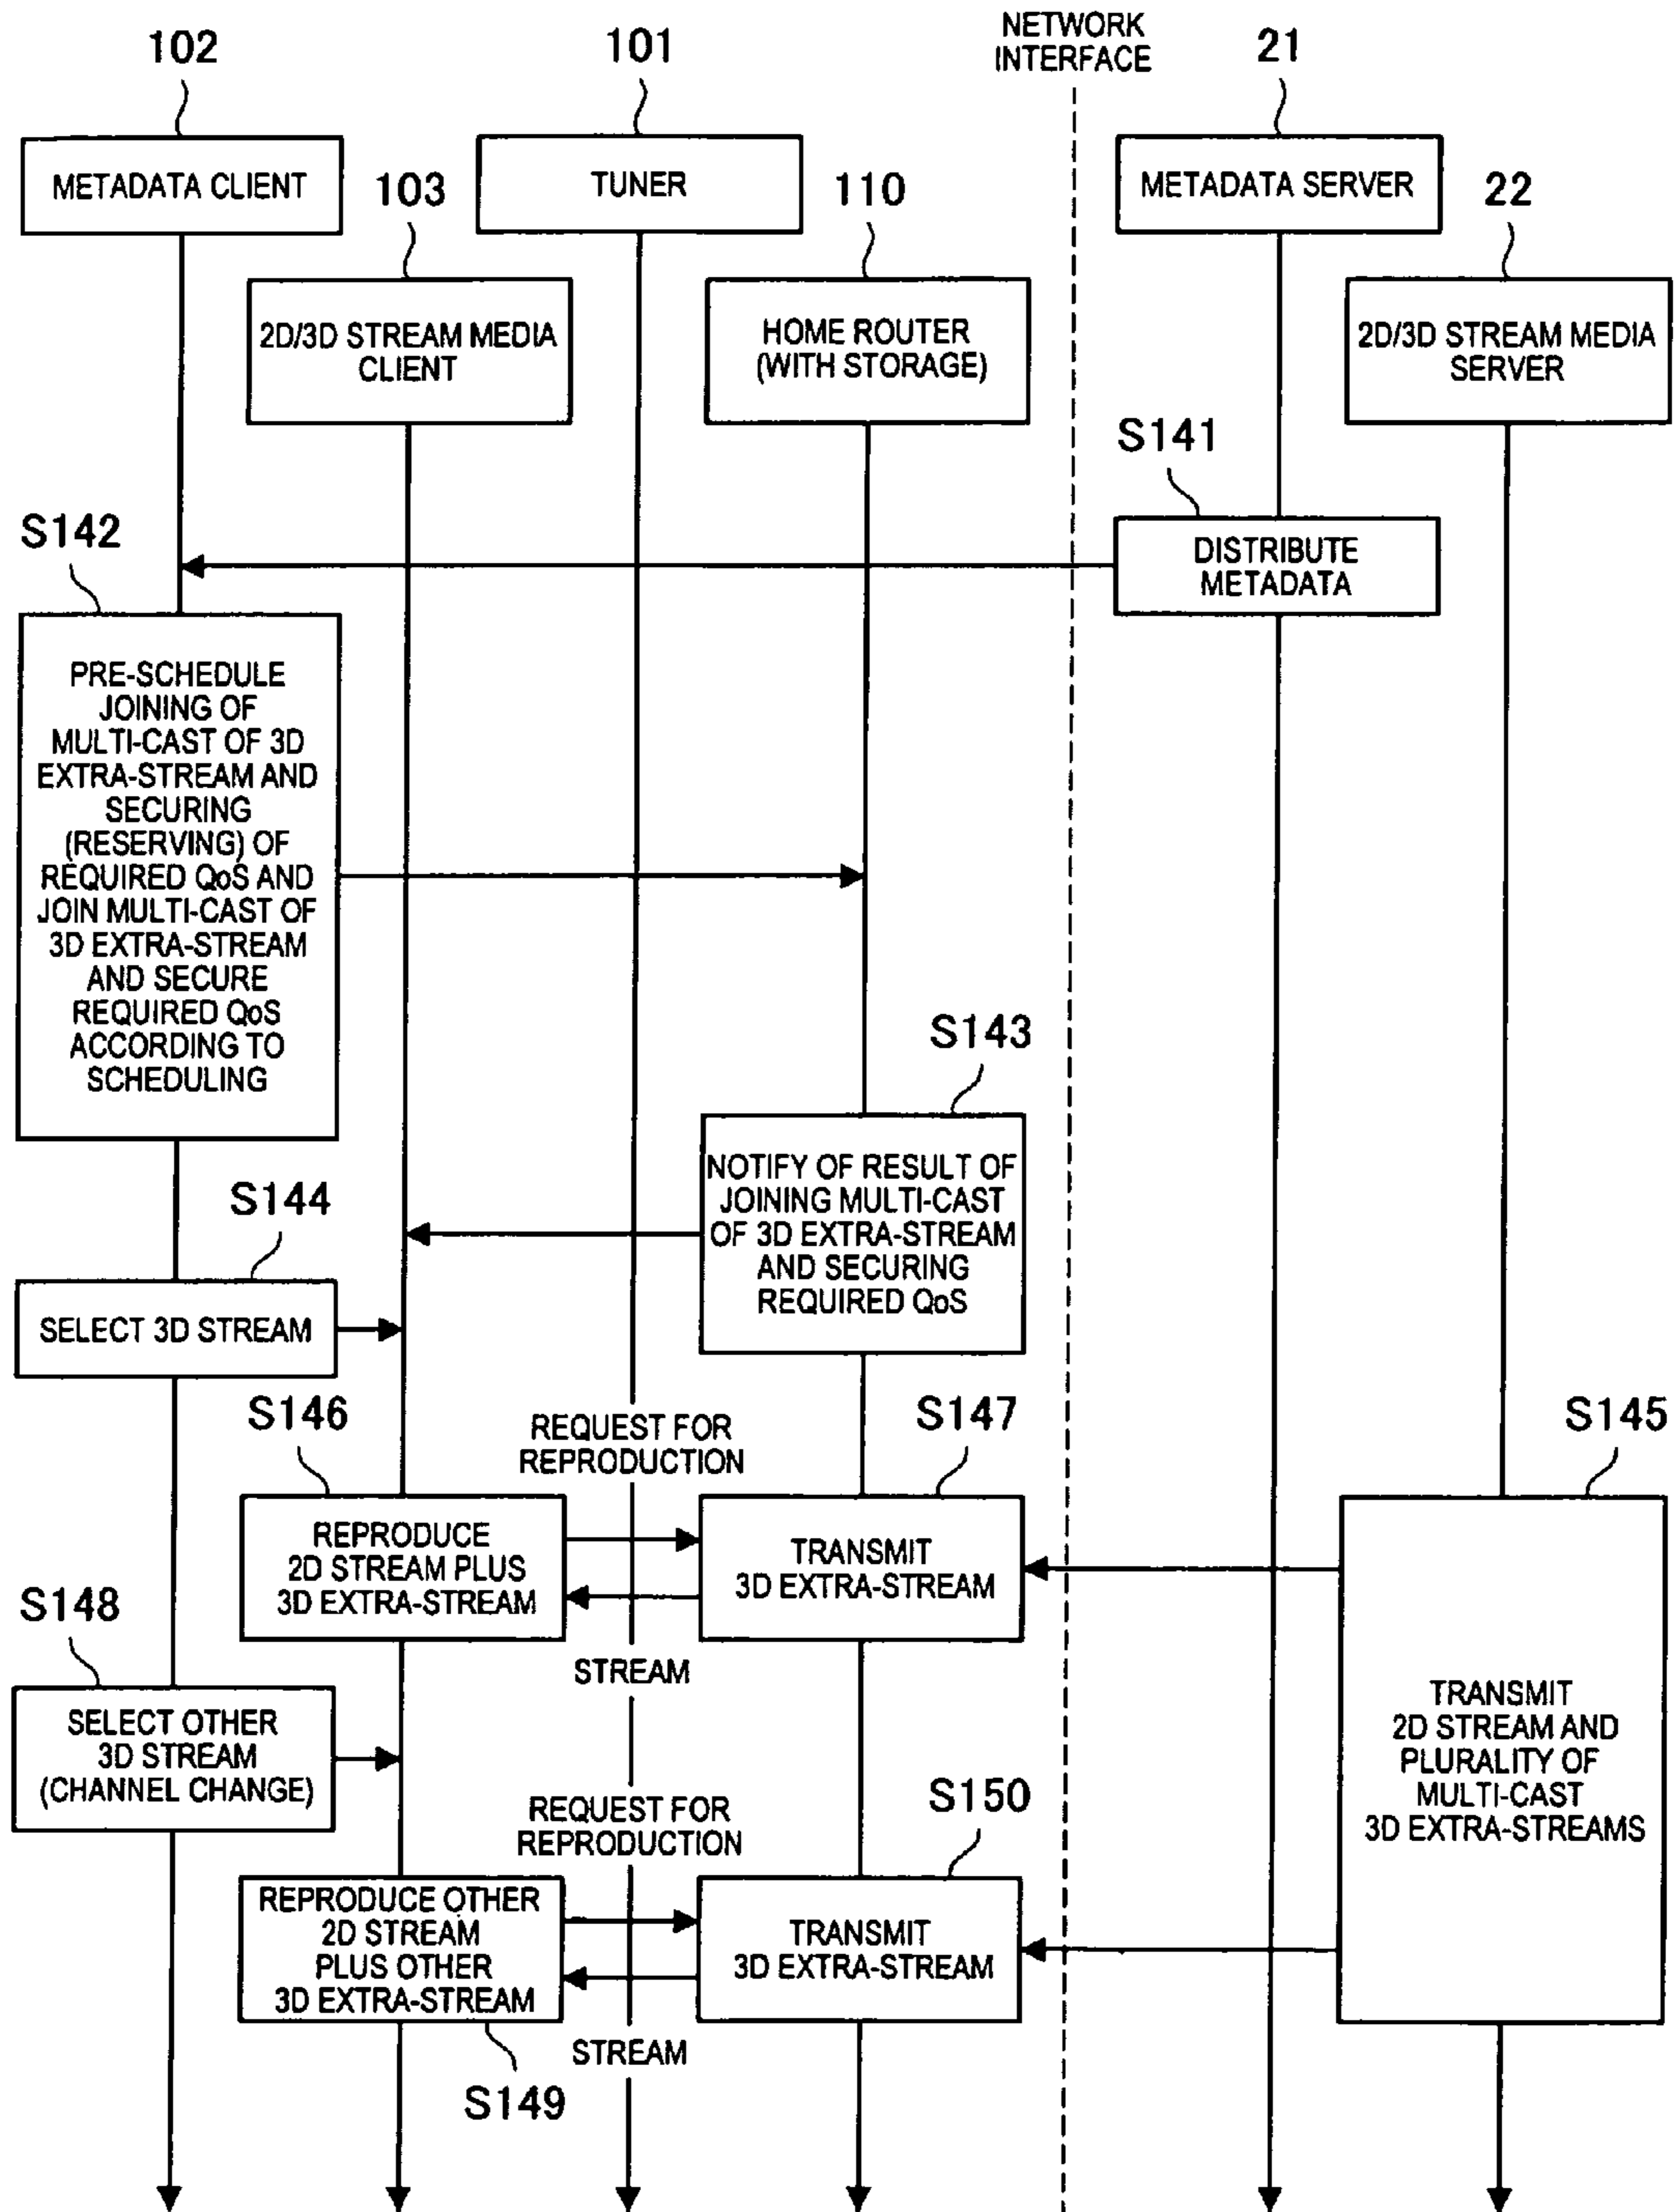 102
101
NETWORK
INTERFACE
21
METADATA CLIENT
103
TUNER
110
METADATA SERVER
22
2D/3D STREAM MEDIA
CLIENT
HOME ROUTER
(WITH STORAGE)
2D/3D STREAM MEDIA
SERVER
S141
DISTRIBUTE
METADATA
S142
PRE-SCHEDULE
JOINING OF
MULTI-CAST OF 3D
EXTRA-STREAM AND
SECURING
(RESERVING) OF
REQUIRED QoS AND
JOIN MULTI-CAST OF
3D EXTRA-STREAM
AND SECURE
REQUIRED QoS
ACCORDING TO
SCHEDULING
S143
NOTIFY OF RESULT OF
JOINING MULTI-CAST
OF 3D EXTRA-STREAM
AND SECURING
REQUIRED QoS
S144
SELECT 3D STREAM
S146
REQUEST FOR
REPRODUCTION
S147
S145
REPRODUCE
2D STREAM PLUS
3D EXTRA-STREAM
TRANSMIT
3D EXTRA-STREAM
STREAM
S148
SELECT OTHER
3D STREAM
(CHANNEL CHANGE)
TRANSMIT
2D STREAM AND
PLURALITY OF
MULTI-CAST
3D EXTRA-STREAMS
REQUEST FOR
REPRODUCTION
S150
REPRODUCE OTHER
2D STREAM
PLUS OTHER
3D EXTRA-STREAM
TRANSMIT
3D EXTRA-STREAM
STREAM
S149